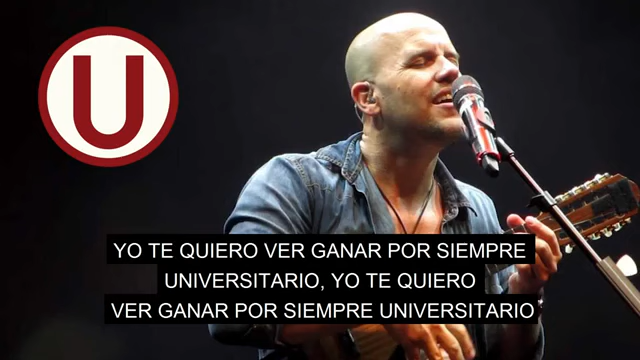 U
YO TE QUIERO VER GANAR POR SIEMPRE
UNIVERSITARIO, YO TE QUIERO
VER GANAR POR SIEMPRE UNIVERSITARIO